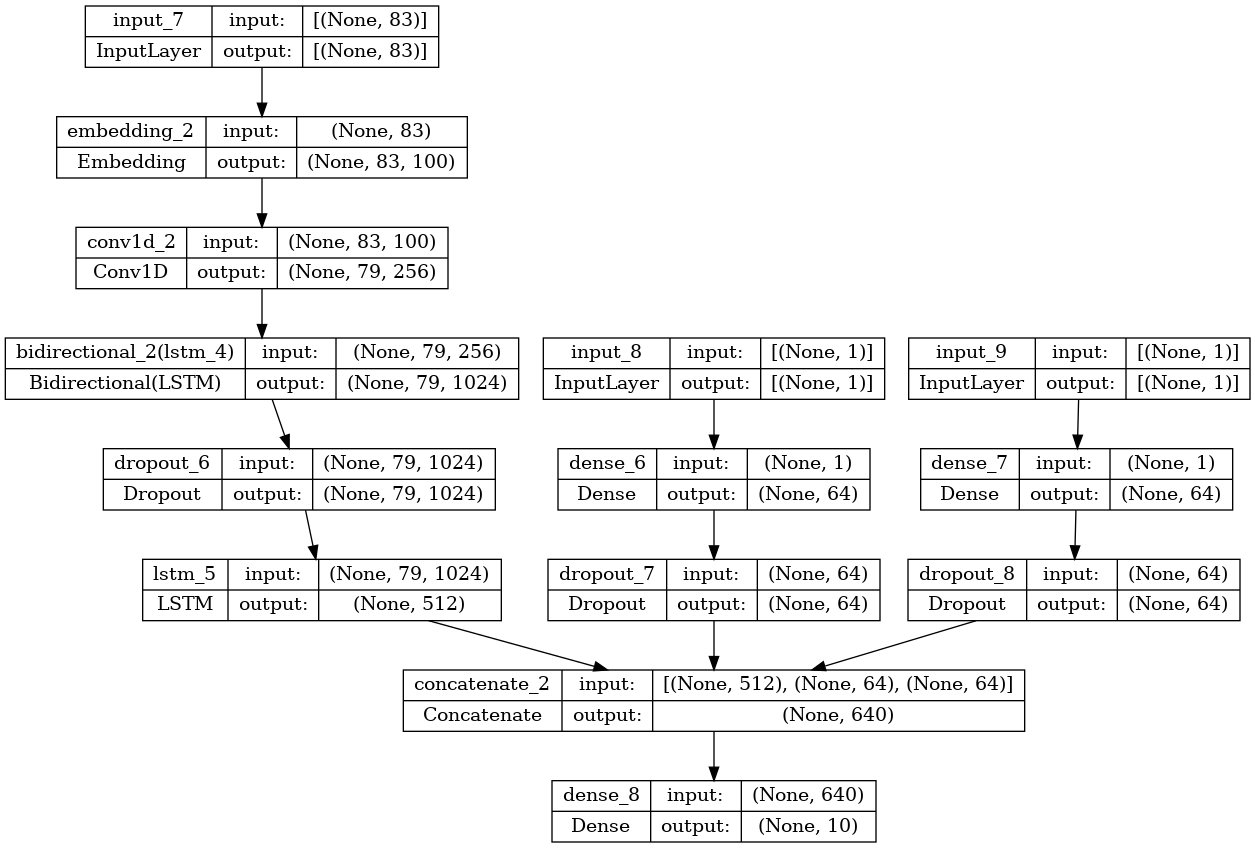 input_7 input: [(None, 83)]
InputLayer output: [(None, 83)]
embedding_2 input: (None, 83)
Embedding output: (None, 83, 100)
conv1d_2 input: (None, 83, 100)
Conv1D output: (None, 79, 256)
bidirectional_2(lstm_4) input: (None, 79, 256)
Bidirectional(LSTM) output: (None, 79, 1024)
input_8 input: [(None, 1)]
InputLayer output: [(None, 1)]
input_9 input: [(None, 1)]
InputLayer output: [(None, 1)]
dropout_6 input: (None, 79, 1024)
Dropout output: (None, 79, 1024)
dense_6 input: (None, 1)
Dense output: (None, 64)
dense_7 input: (None, 1)
Dense output: (None, 64)
lstm_5 input: (None, 79, 1024)
LSTM output: (None, 512)
dropout_7 input: (None, 64)
Dropout output: (None, 64)
dropout_8 input: (None, 64)
Dropout output: (None, 64)
concatenate_2 input: [(None, 512), (None, 64), (None, 64)]
Concatenate output: (None, 640)
dense_8 input: (None, 640)
Dense output: (None, 10)